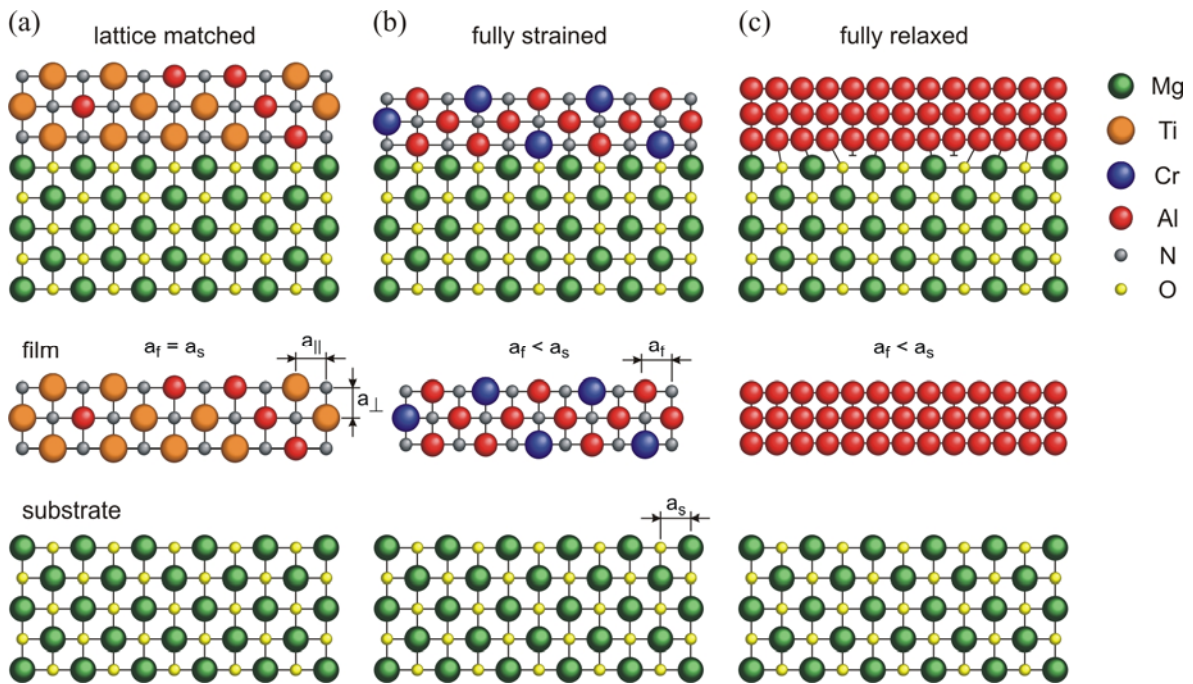 (a)
lattice matched
(b)
fully strained
(c)
fully relaxed
Mg
Ti
Cr
Al
N
O
film
a_f = a_s
a_||
a_⊥
a_f < a_s
a_f
a_f < a_s
substrate
a_s